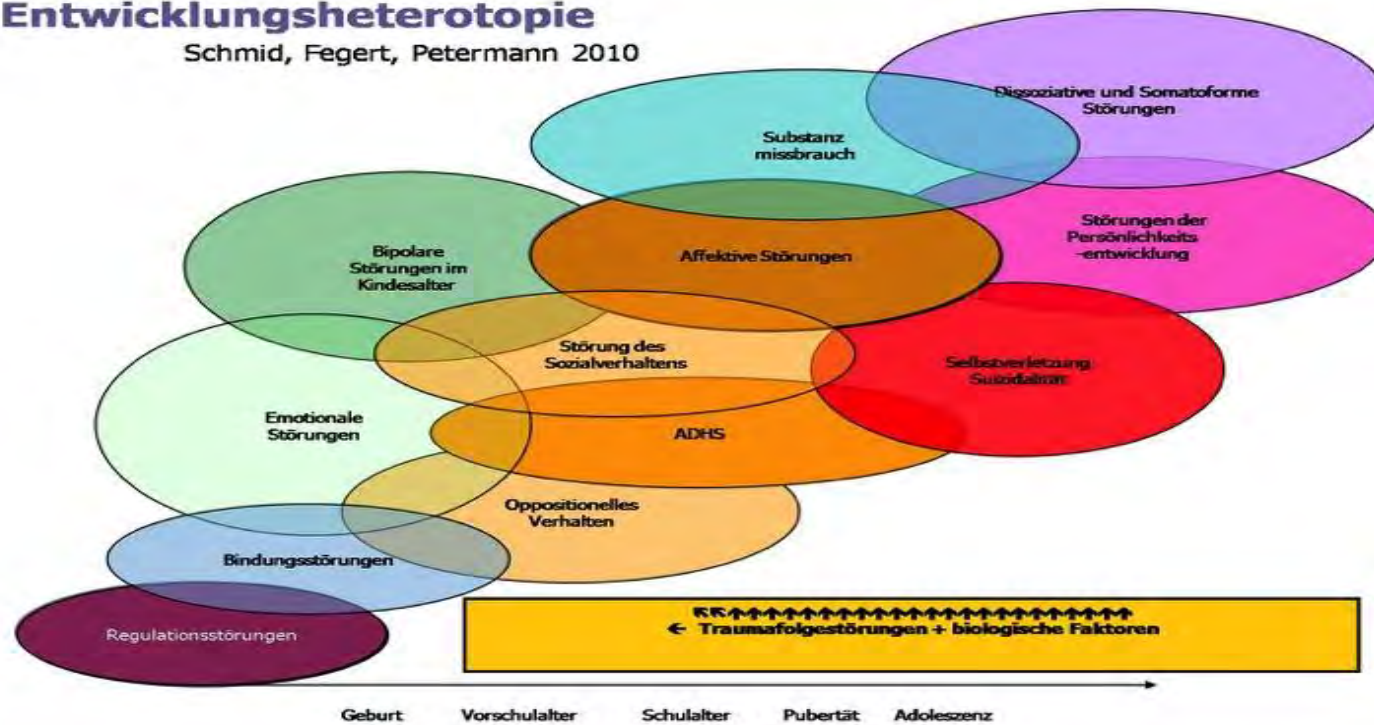 Entwicklungsheterotopie
Schmid, Fegert, Petermann 2010
Dissoziative und Somatoforme
Störungen
Substanz
missbrauch
Störungen der
Persönlichkeits
-entwicklung
Bipolare
Störungen im
Kindesalter
Affektive Störungen
Störung des
Sozialverhaltens
Selbstverletzung
Suizidalität
Emotionale
Störungen
ADHS
Oppositionelles
Verhalten
Bindungsstörungen
Regulationsstörungen
↖↖↑↑↑↑↑↑↑↑↑↑↑↑↑↑↑↑↑↑↑↑↑↑
← Traumafolgestörungen + biologische Faktoren
Geburt Vorschulalter Schulalter Pubertät Adoleszenz